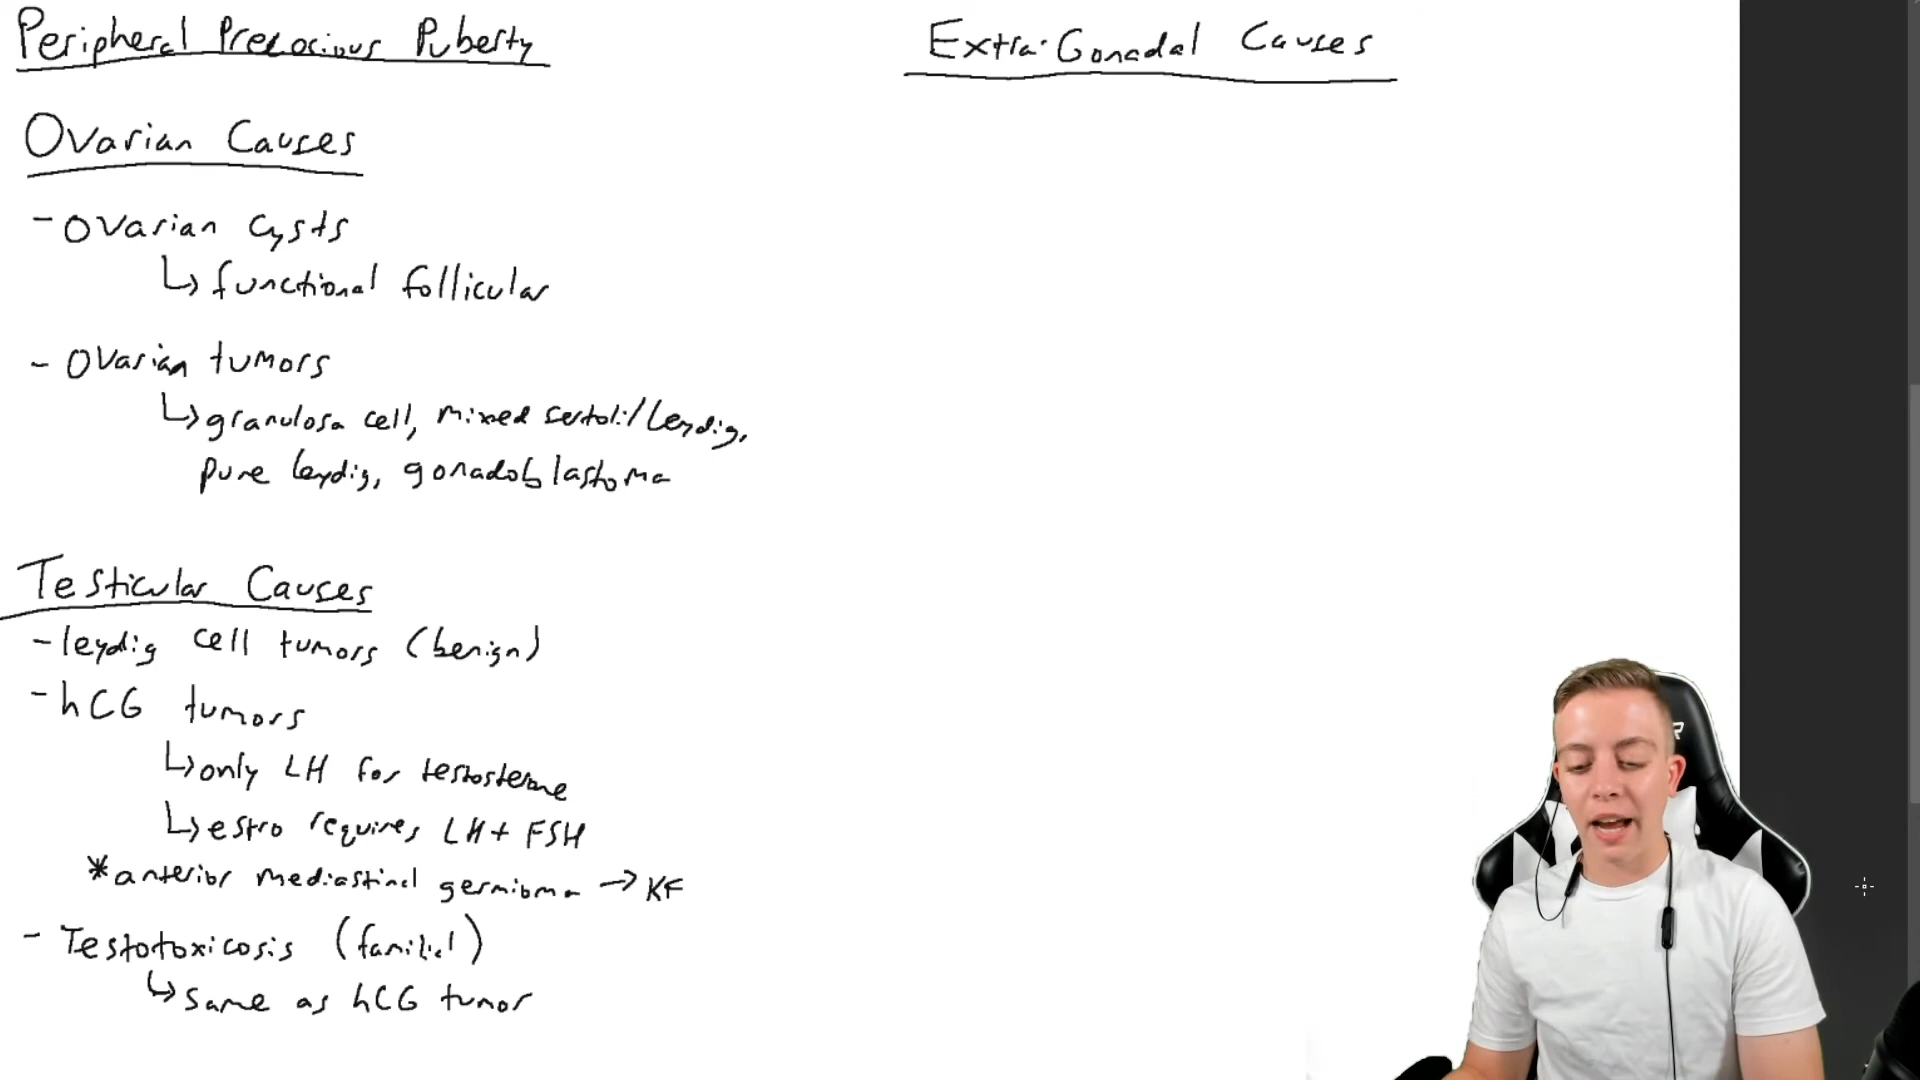 Peripheral Precocious Puberty
Ovarian Causes
- Ovarian Cysts
↳ functional follicular
- Ovarian tumors
↳ granulosa cell, mixed sertoli/leydig,
pure leydig, gonadoblastoma
Testicular Causes
- leydig cell tumors (benign)
- hCG tumors
↳ only LH for testosterone
↳ estro requires LH + FSH
* anterior mediastinal germioma → KF
- Testotoxicosis (familial)
↳ same as hCG tumor
Extra-Gonadal Causes